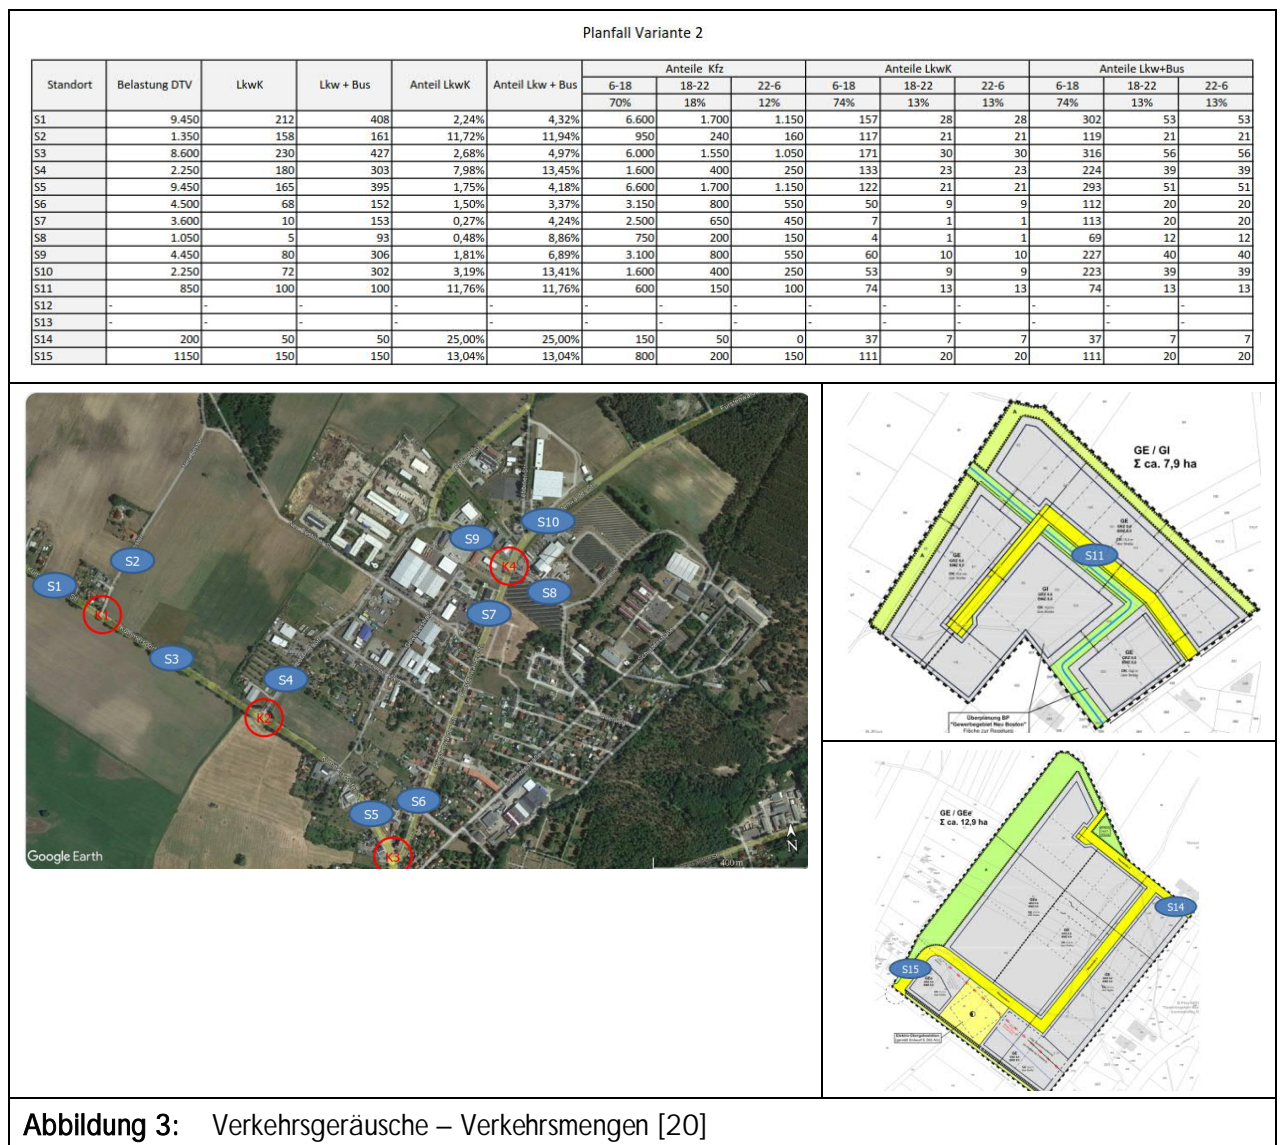 Planfall Variante 2
Standort Belastung DTV LkwK Lkw + Bus Anteil LkwK Anteil Lkw + Bus Anteile Kfz Anteile LkwK Anteile Lkw+Bus
6-18 18-22 22-6 6-18 18-22 22-6 6-18 18-22 22-6
70% 18% 12% 74% 13% 13% 74% 13% 13%
S1 9.450 212 408 2,24% 4,32% 6.600 1.700 1.150 157 28 28 302 53 53
S2 1.350 158 161 11,72% 11,94% 950 240 160 117 21 21 119 21 21
S3 8.600 230 427 2,68% 4,97% 6.000 1.550 1.050 171 30 30 316 56 56
S4 2.250 180 303 7,98% 13,45% 1.600 400 250 133 23 23 224 39 39
S5 9.450 165 395 1,75% 4,18% 6.600 1.700 1.150 122 21 21 293 51 51
S6 4.500 68 152 1,50% 3,37% 3.150 800 550 50 9 9 112 20 20
S7 3.600 10 153 0,27% 4,24% 2.500 650 450 7 1 1 113 20 20
S8 1.050 5 93 0,48% 8,86% 750 200 150 4 1 1 69 12 12
S9 4.450 80 306 1,81% 6,89% 3.100 800 550 60 10 10 227 40 40
S10 2.250 72 302 3,19% 13,41% 1.600 400 250 53 9 9 223 39 39
S11 850 100 100 11,76% 11,76% 600 150 100 74 13 13 74 13 13
S12 - - - - - - - - - - - - - -
S13 - - - - - - - - - - - - - -
S14 200 50 50 25,00% 25,00% 150 50 0 37 7 7 37 7 7
S15 1150 150 150 13,04% 13,04% 800 200 150 111 20 20 111 20 20
S10
S9
K4
S2
S1
S8
K1
S7
S3
S4
K2
S6
S5
K3
Google Earth
400 m
N
GE / GI
Σ ca. 7,9 ha
GE
S11
GE
GI
GE
Überplanung BP
"Gewerbegebiet Neu Boston"
GE / GEe
Σ ca. 12,9 ha
S14
S15
GE
GE
Abbildung 3: Verkehrsgeräusche – Verkehrsmengen [20]